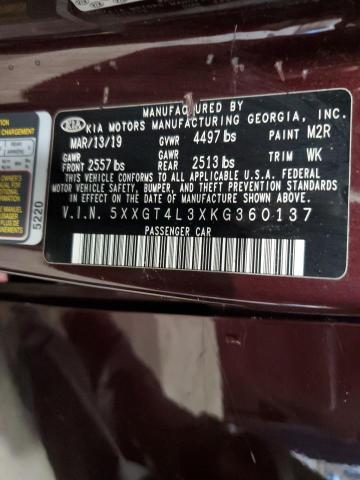 MANUFACTURED BY
KIA KIA MOTORS MANUFACTURING GEORGIA, INC.
MAR/13/19 GVWR 4497 lbs PAINT M2R
GAWR FRONT 2557 lbs GAWR REAR 2513 lbs TRIM WK
THIS VEHICLE CONFORMS TO ALL APPLICABLE U.S.A. FEDERAL
MOTOR VEHICLE SAFETY, BUMPER, AND THEFT PREVENTION
STANDARDS IN EFFECT ON THE DATE OF MANUFACTURE SHOWN ABOVE.
V.I.N. 5XXGT4L3XKG360137
PASSENGER CAR
5220